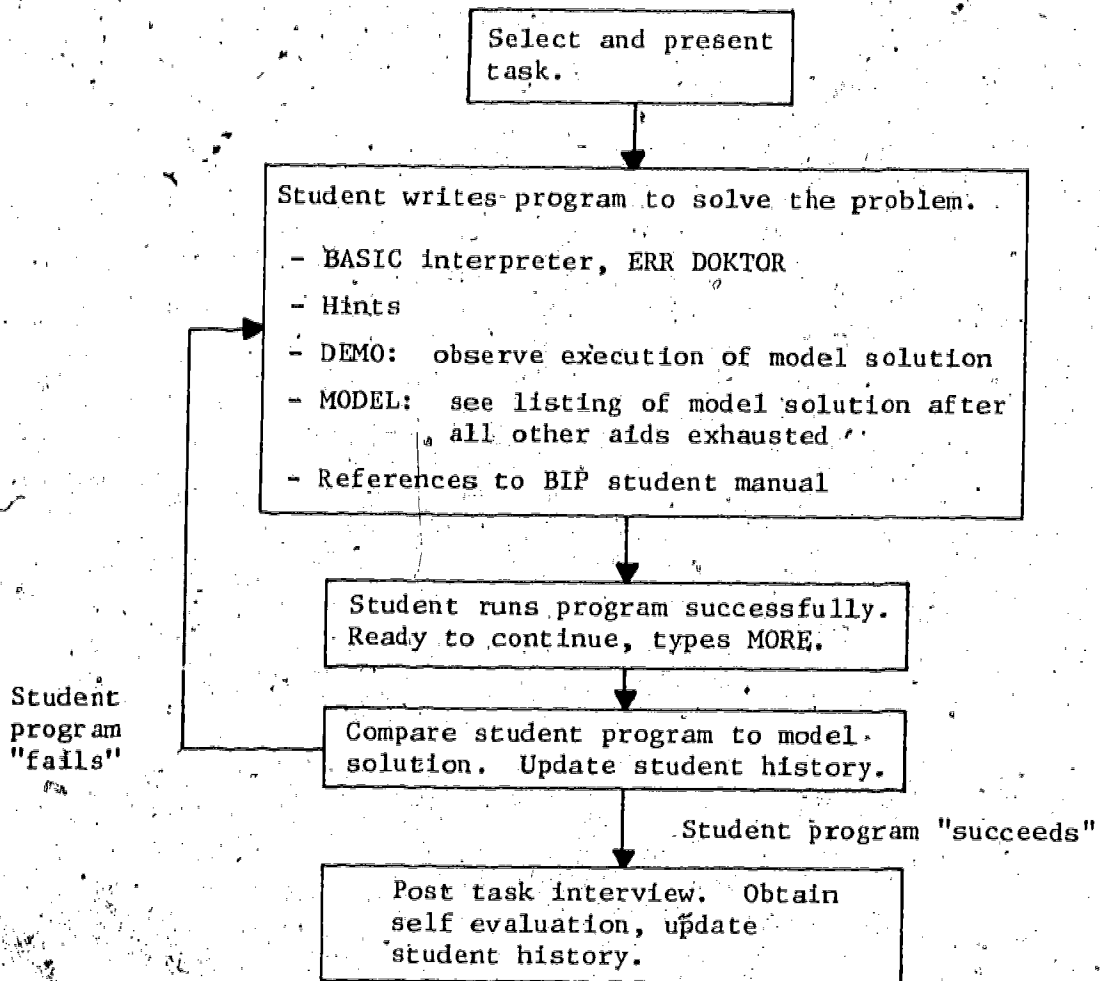 Select and present
task.
Student writes program to solve the problem.
- BASIC interpreter, ERR DOKTOR
- Hints
- DEMO: observe execution of model solution
- MODEL: see listing of model solution after
all other aids exhausted
- References to BIP student manual
Student runs program successfully.
Ready to continue, types MORE.
Student
program
"fails"
Compare student program to model
solution. Update student history.
Student program "succeeds"
Post task interview. Obtain
self evaluation, update
student history.